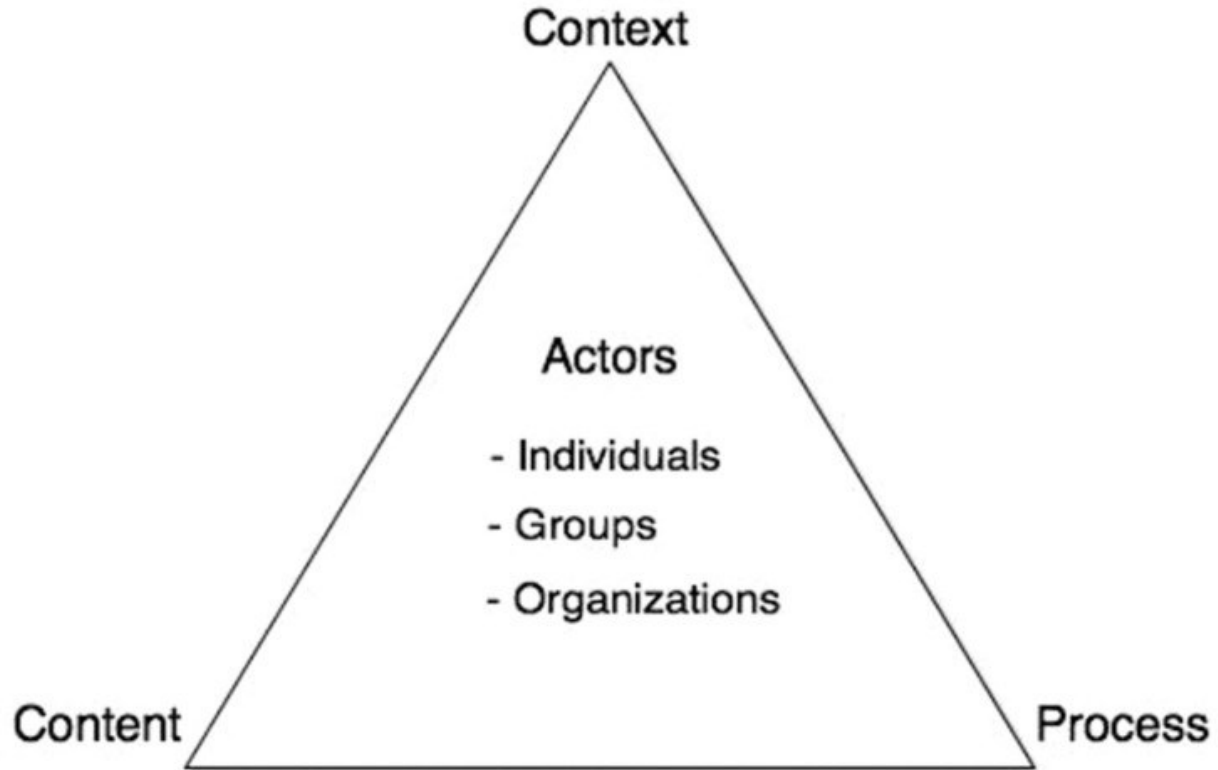 Context
Actors
- Individuals
- Groups
- Organizations
Content
Process